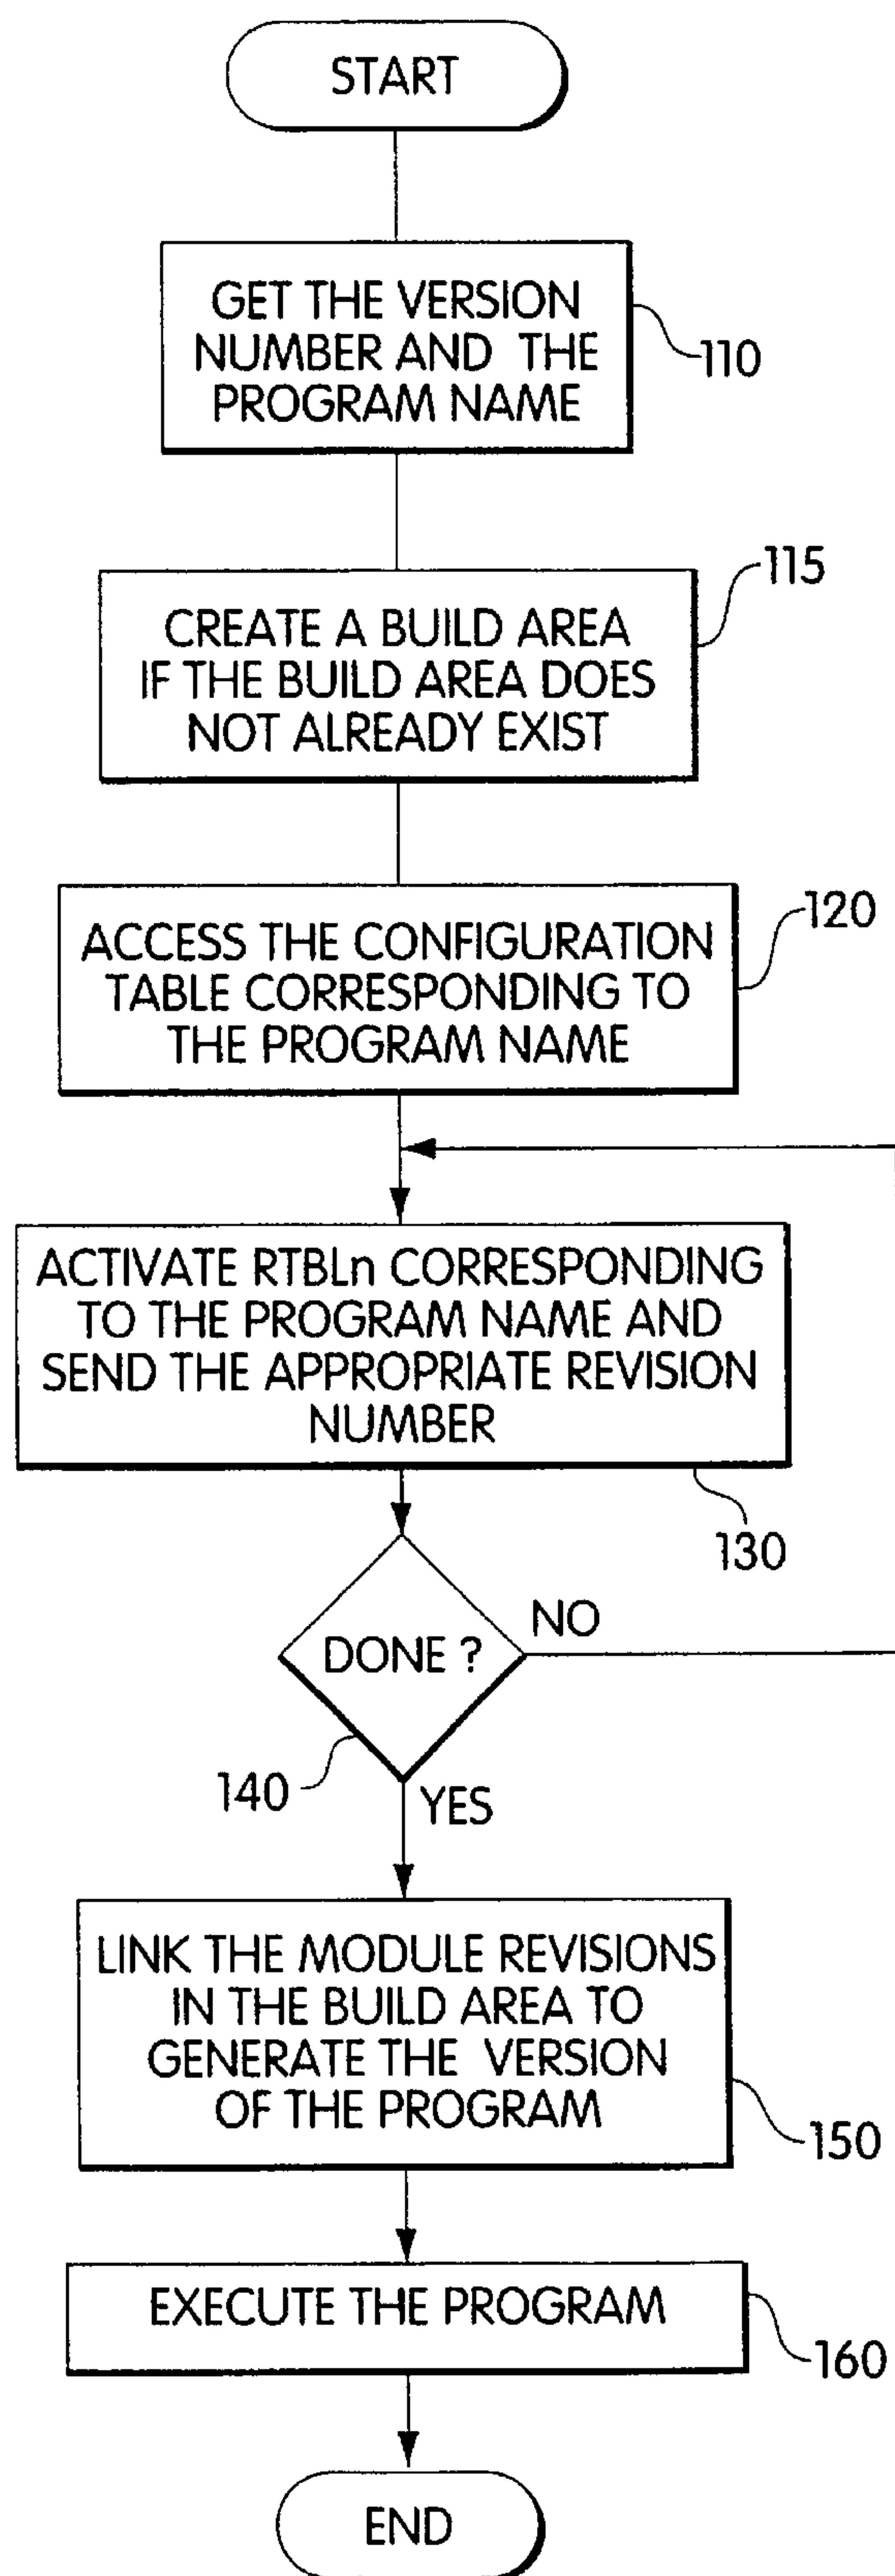 START
GET THE VERSION
NUMBER AND THE
PROGRAM NAME
110
115
CREATE A BUILD AREA
IF THE BUILD AREA DOES
NOT ALREADY EXIST
120
ACCESS THE CONFIGURATION
TABLE CORRESPONDING TO
THE PROGRAM NAME
ACTIVATE RTBLn CORRESPONDING
TO THE PROGRAM NAME AND
SEND THE APPROPRIATE REVISION
NUMBER
130
NO
DONE ?
140
YES
LINK THE MODULE REVISIONS
IN THE BUILD AREA TO
GENERATE THE VERSION
OF THE PROGRAM
150
EXECUTE THE PROGRAM
160
END